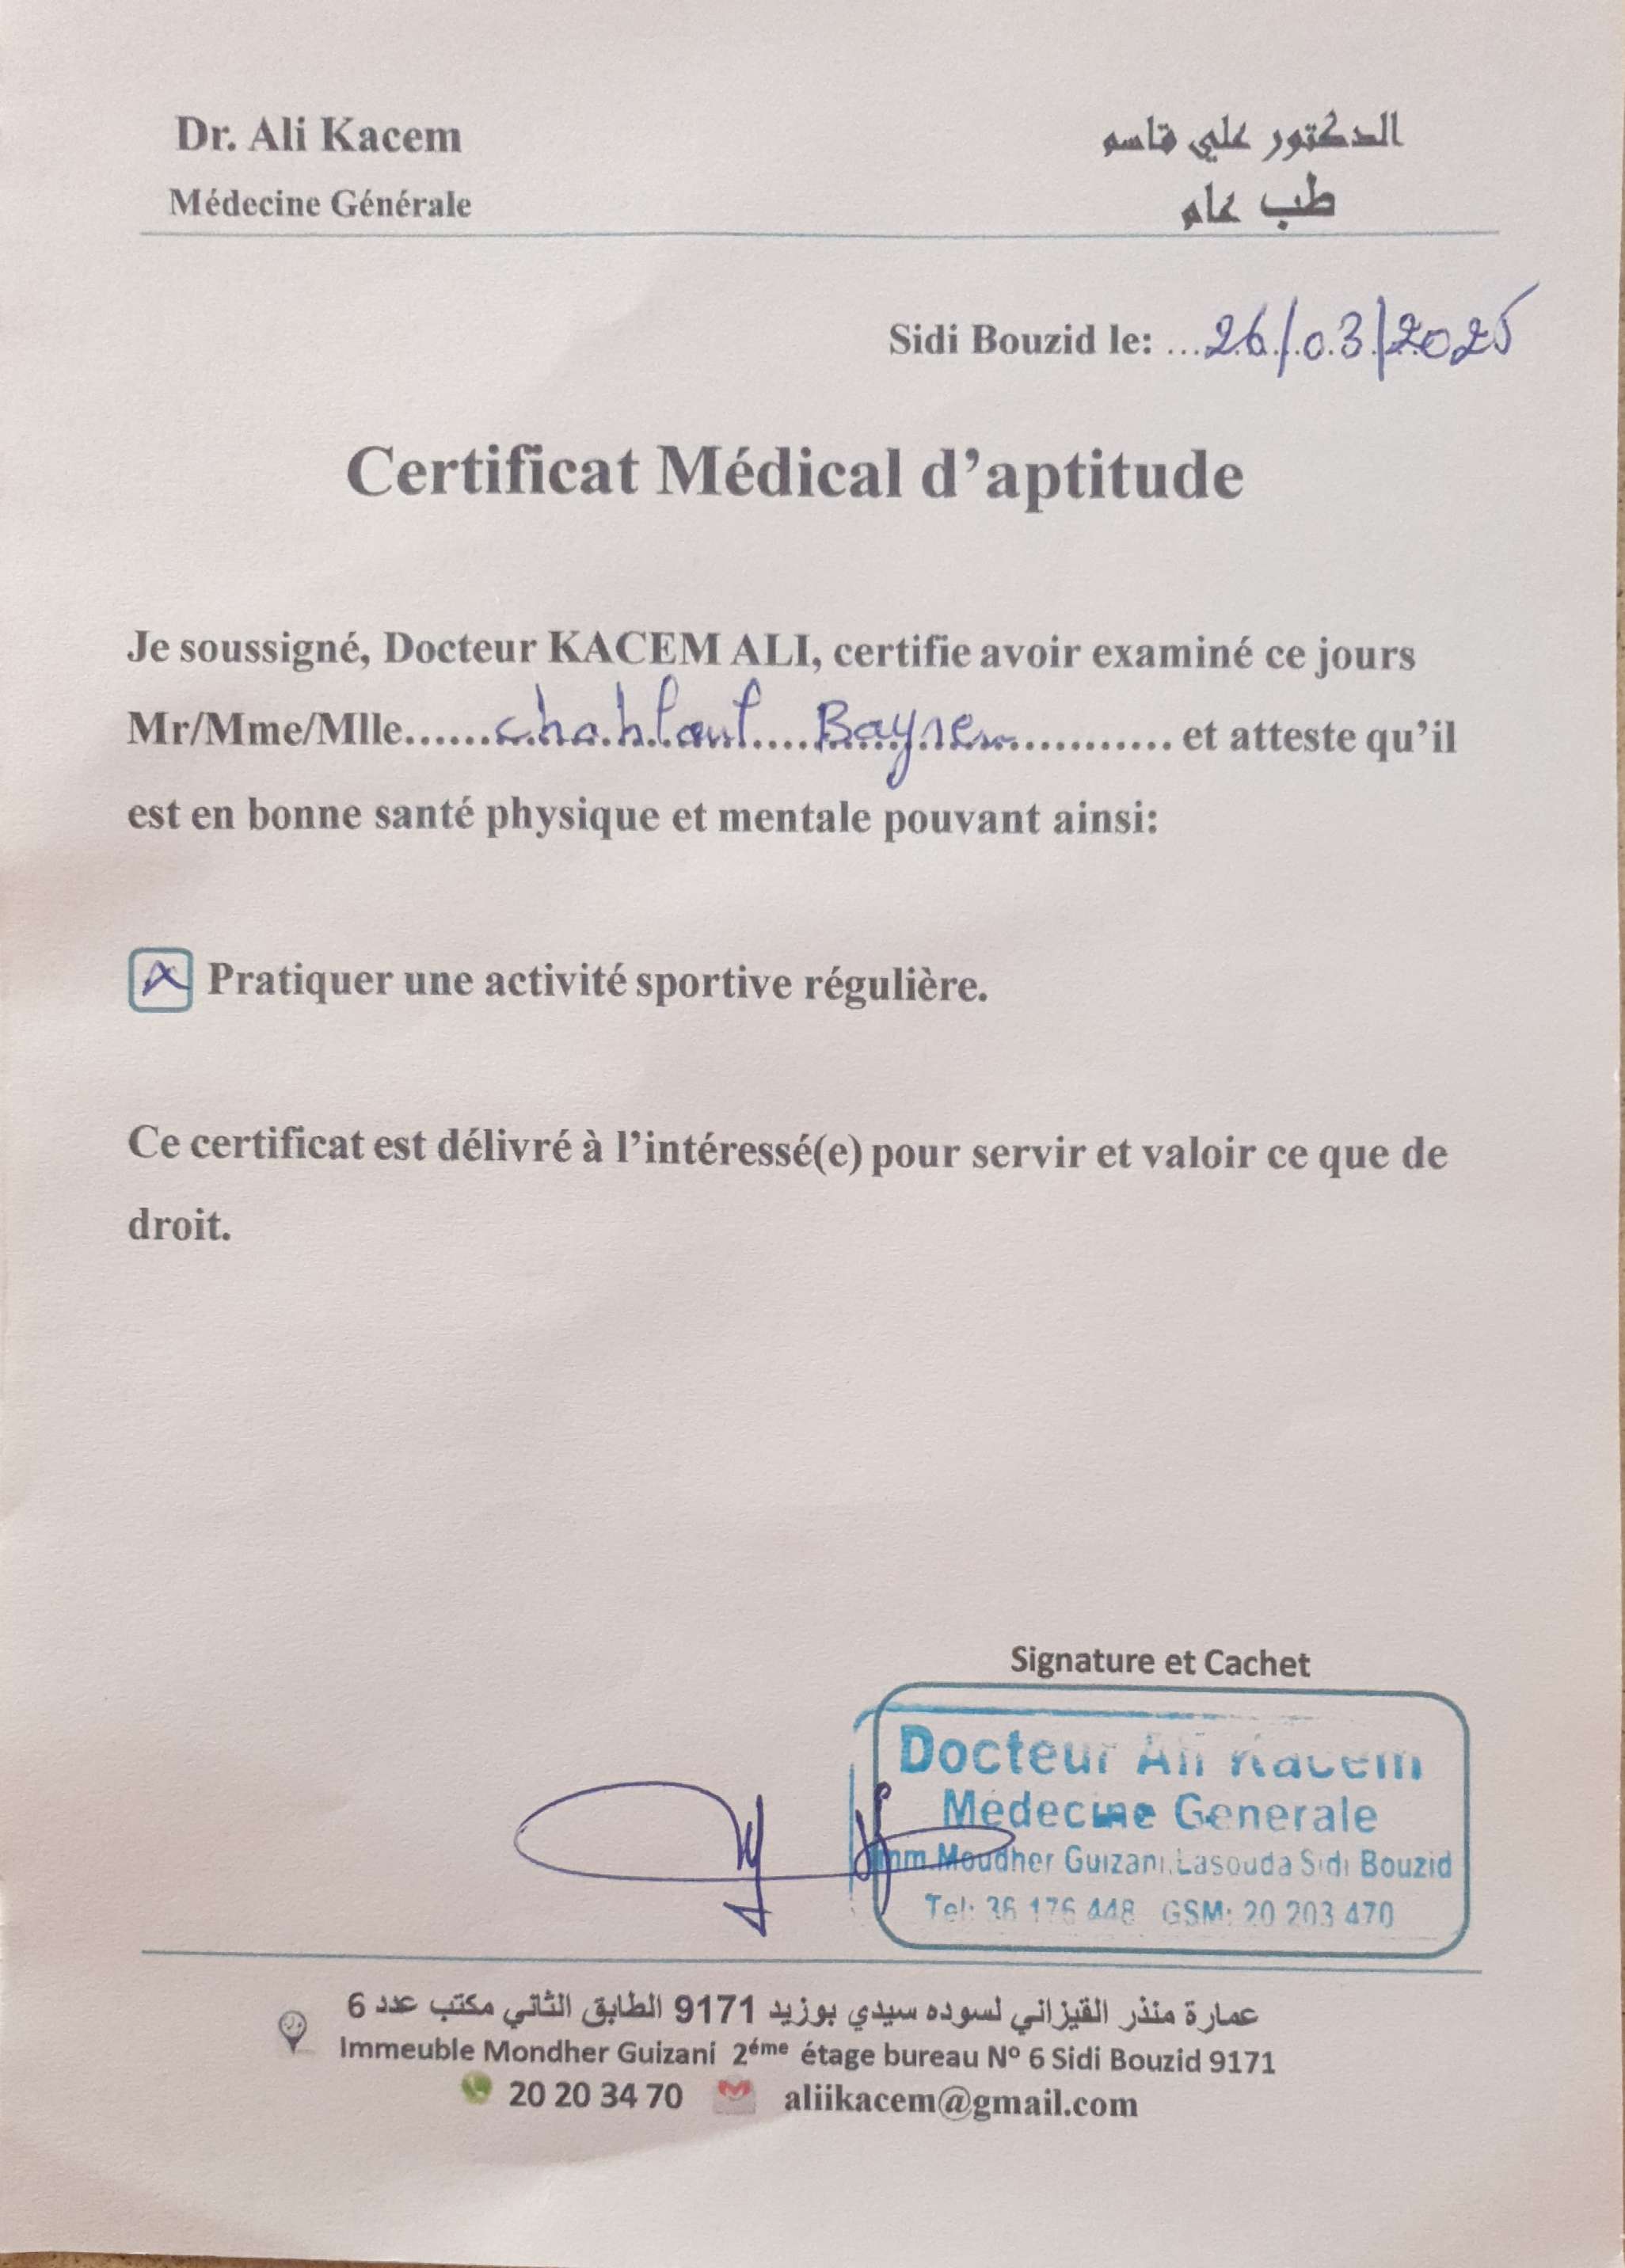 Dr. Ali Kacem
الدكتور علي قاسم
Médecine Générale
طب عام
Sidi Bouzid le: ...26/03/2025
Certificat Médical d'aptitude
Je soussigné, Docteur KACEM ALI, certifie avoir examiné ce jours
Mr/Mme/Mlle...... ............ et atteste qu'il
est en bonne santé physique et mentale pouvant ainsi:
Pratiquer une activité sportive régulière.
Ce certificat est délivré à l'intéressé(e) pour servir et valoir ce que de
droit.
Signature et Cachet
Docteur Ali Kacem
Medecine Generale
Imm.Moudher Guizani.Lasouda Sidi Bouzid
Tel: 36 176 448 GSM: 20 203 470
عمارة منذر القيزاني لسوده سيدي بوزيد 9171 الطابق الثاني مكتب عدد 6
Immeuble Mondher Guizani 2éme étage bureau Nº 6 Sidi Bouzid 9171
20 20 34 70 aliikacem@gmail.com